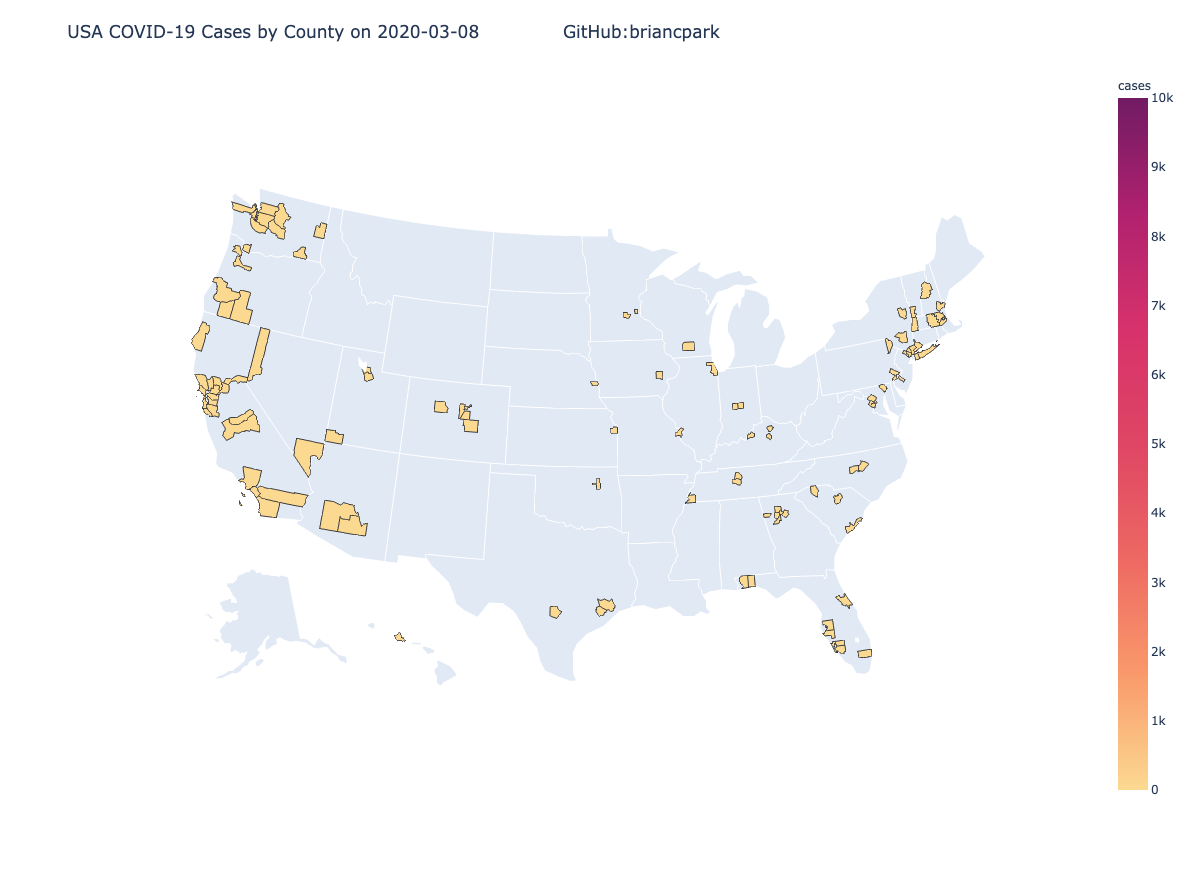 USA COVID-19 Cases by County on 2020-03-08 GitHub:briancpark
cases
10k
9k
8k
7k
6k
5k
4k
3k
2k
1k
0